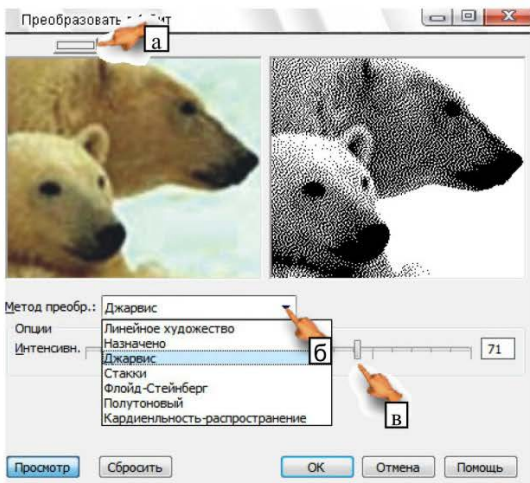 Преобразовать
а
Метод преобр.: Джарвис
Опции
Линейное художество
Назначено
Интенсивн.
б
71
Джарвис
Стакки
Флойд-Стейнберг
в
Полутоновый
Кардиенльность-распространение
Просмотр Сбросить ОК Отмена Помощь